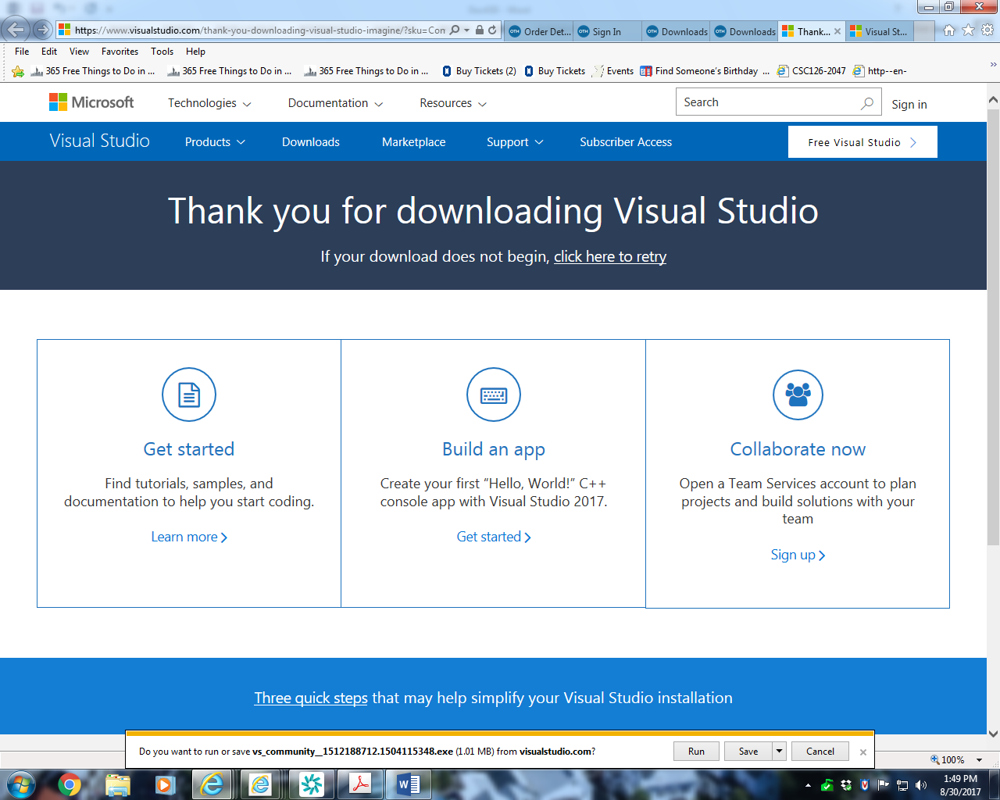 https://www.visualstudio.com/thank-you-downloading-visual-studio-imagine/?sku=Com
Order Det...
Sign In
Downloads
Downloads
Thank...
Visual St...
File Edit View Favorites Tools Help
365 Free Things to Do in ...
365 Free Things to Do in ...
365 Free Things to Do in ...
Buy Tickets (2)
Buy Tickets
Events
Find Someone's Birthday ...
CSC126-2047
http--en-
Microsoft
Technologies
Documentation
Resources
Search
Sign in
Visual Studio
Products
Downloads
Marketplace
Support
Subscriber Access
Free Visual Studio
Thank you for downloading Visual Studio
If your download does not begin, click here to retry
Get started
Find tutorials, samples, and
documentation to help you start coding.
Learn more
Build an app
Create your first “Hello, World!” C++
console app with Visual Studio 2017.
Get started
Collaborate now
Open a Team Services account to plan
projects and build solutions with your
team
Sign up
Three quick steps that may help simplify your Visual Studio installation
Do you want to run or save vs_community__1512188712.1504115348.exe (1.01 MB) from visualstudio.com?
Run
Save
Cancel
100%
1:49 PM
8/30/2017